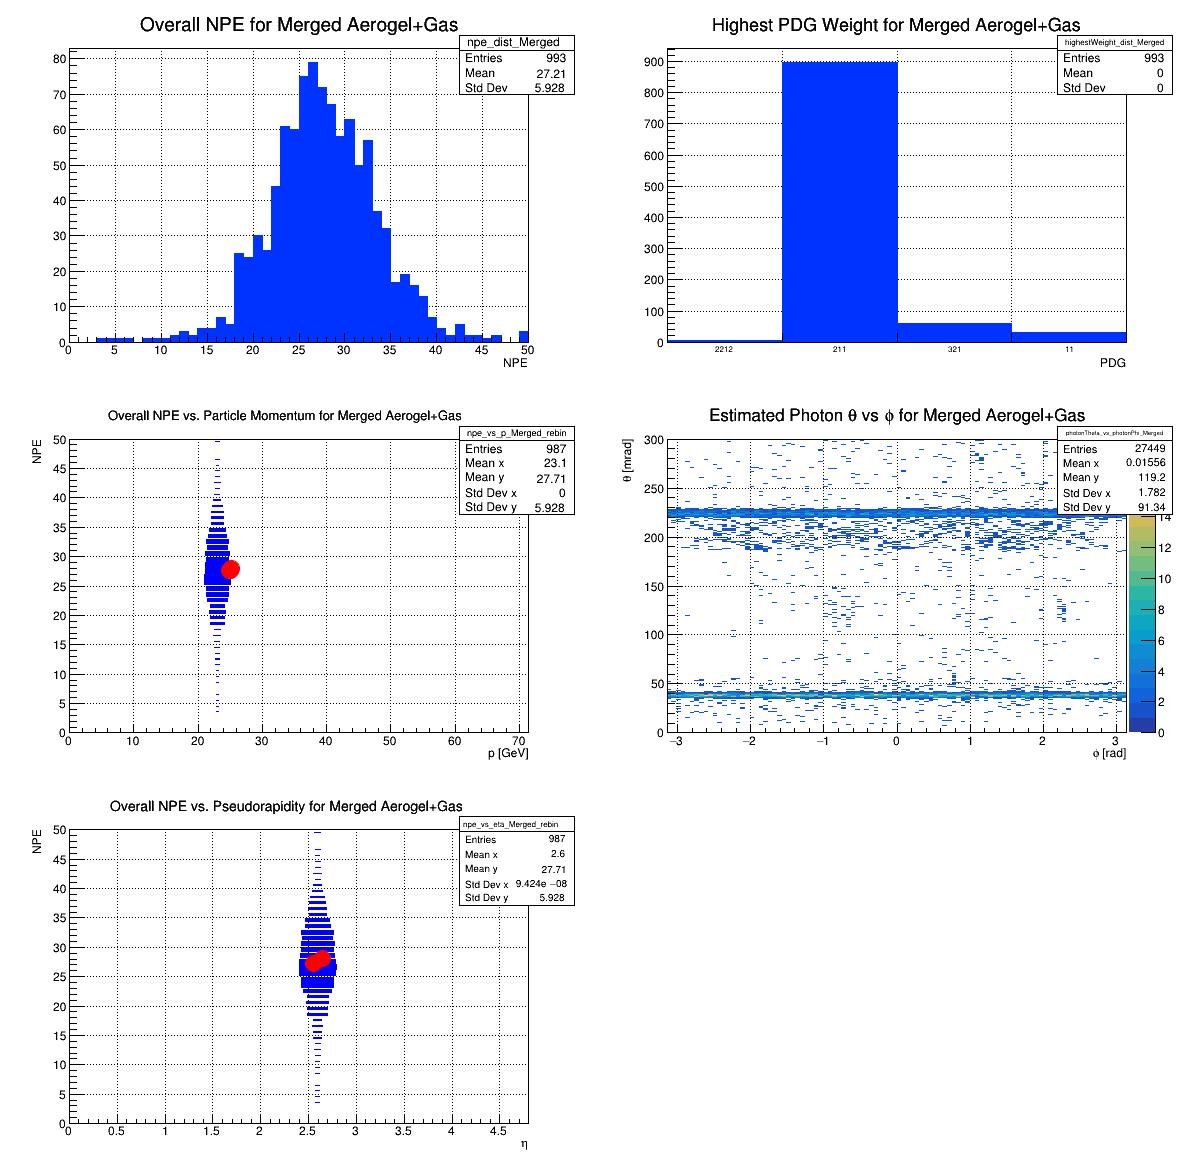 Overall NPE for Merged Aerogel+Gas
npe_dist_Merged
Entries 993
Mean 27.21
Std Dev 5.928
80
70
60
50
40
30
20
10
0
0 5 10 15 20 25 30 35 40 45 50
NPE
Highest PDG Weight for Merged Aerogel+Gas
highestWeight_dist_Merged
Entries 993
Mean 0
Std Dev 0
900
800
700
600
500
400
300
200
100
0
2212 211 321 11
PDG
Overall NPE vs. Particle Momentum for Merged Aerogel+Gas
npe_vs_p_Merged_rebin
Entries 987
Mean x 23.1
Mean y 27.71
Std Dev x 0
Std Dev y 5.928
NPE
50
45
40
35
30
25
20
15
10
5
0
0 10 20 30 40 50 60 70
p [GeV]
Estimated Photon θ vs ϕ for Merged Aerogel+Gas
photonTheta_vs_photonPhi_Merged
Entries 27449
Mean x 0.01556
Mean y 119.2
Std Dev x 1.782
Std Dev y 91.34
θ [mrad]
300
250
200
150
100
50
0
−3 −2 −1 0 1 2 3
ϕ [rad]
14
12
10
8
6
4
2
0
Overall NPE vs. Pseudorapidity for Merged Aerogel+Gas
npe_vs_eta_Merged_rebin
Entries 987
Mean x 2.6
Mean y 27.71
Std Dev x 9.424e −08
Std Dev y 5.928
NPE
50
45
40
35
30
25
20
15
10
5
0
0 0.5 1 1.5 2 2.5 3 3.5 4 4.5
η